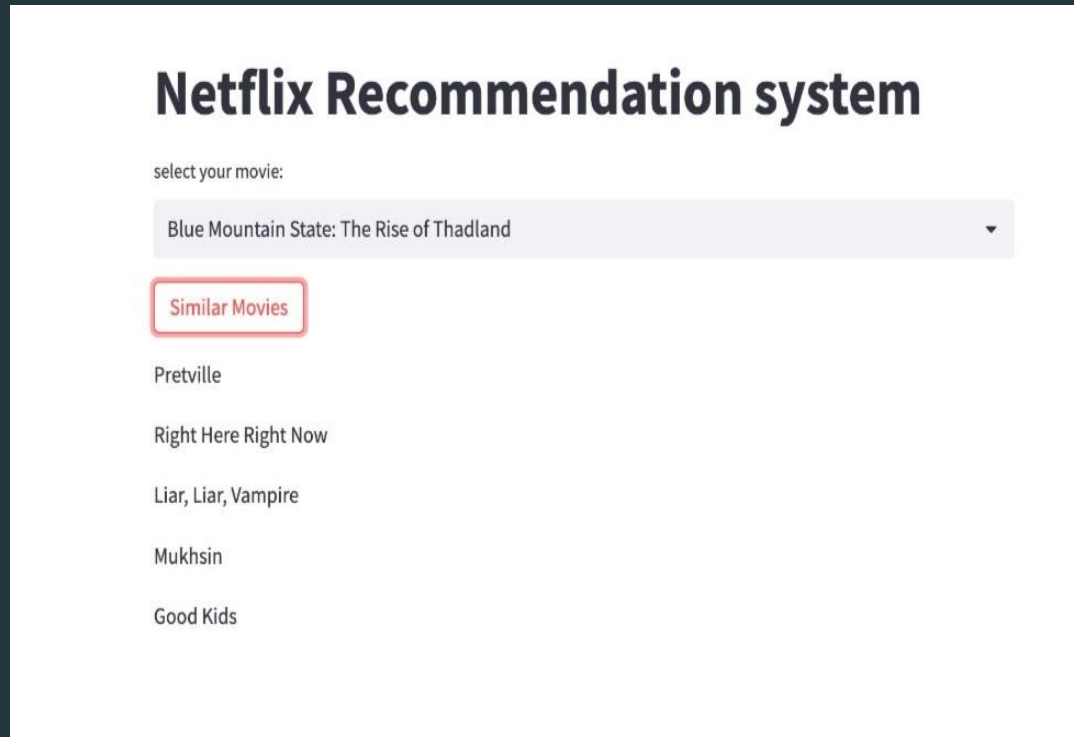 Netflix Recommendation system
select your movie:
Blue Mountain State: The Rise of Thadland
Similar Movies
Pretville
Right Here Right Now
Liar, Liar, Vampire
Mukhsin
Good Kids